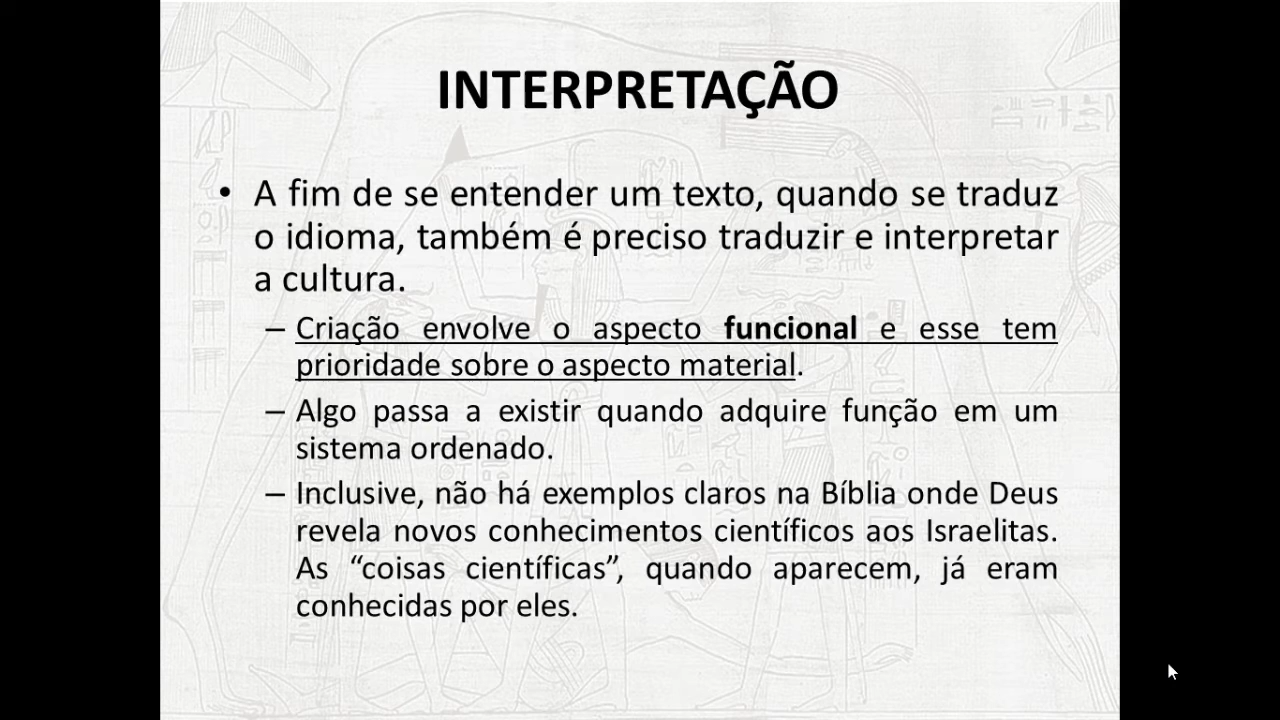 INTERPRETAÇÃO
• A fim de se entender um texto, quando se traduz
o idioma, também é preciso traduzir e interpretar
a cultura.
– Criação envolve o aspecto funcional e esse tem
prioridade sobre o aspecto material.
– Algo passa a existir quando adquire função em um
sistema ordenado.
– Inclusive, não há exemplos claros na Bíblia onde Deus
revela novos conhecimentos científicos aos Israelitas.
As “coisas científicas”, quando aparecem, já eram
conhecidas por eles.